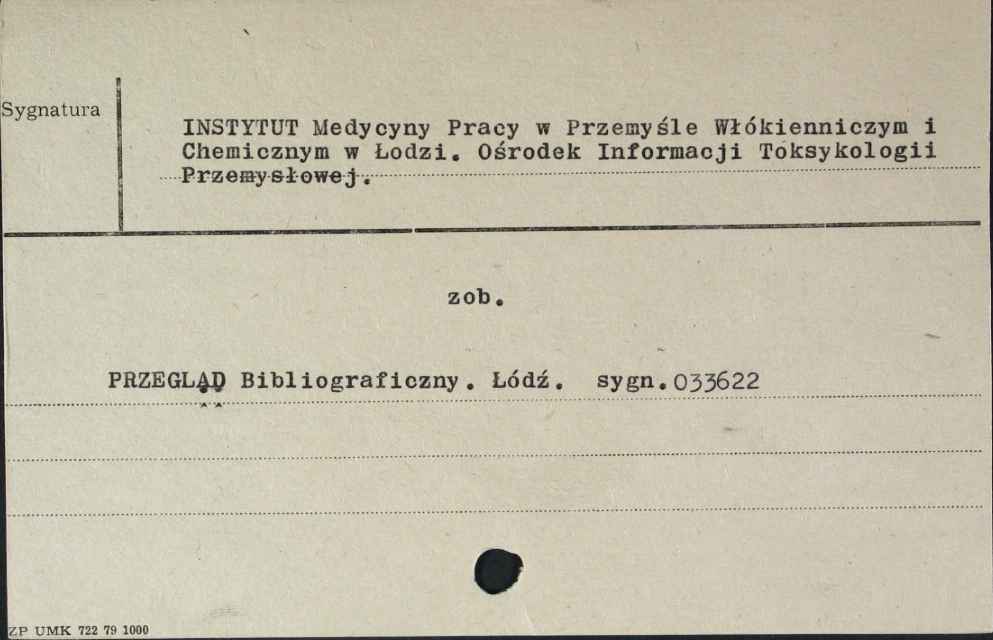 Sygnatura
INSTYTUT Medycyny Pracy w Przemyśle Włókienniczym i
Chemicznym w Łodzi. Ośrodek Informacji Toksykologii
Przemysłowej.
zob.
PRZEGLĄD Bibliograficzny. Łódź. sygn.033622
ZP UMK 722 79 1000